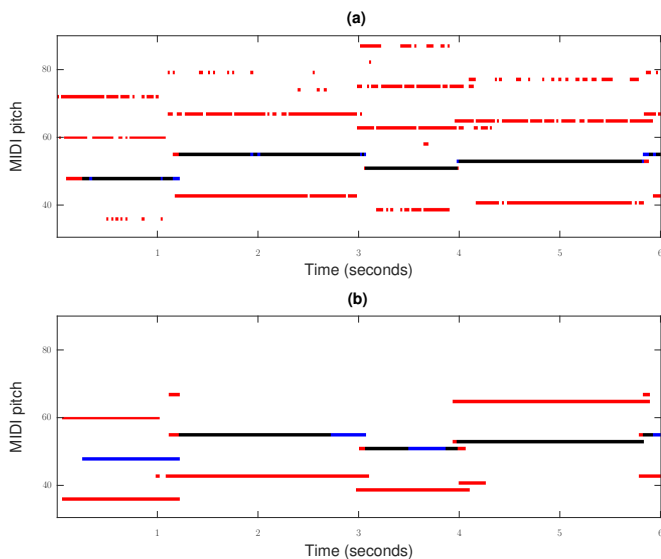 (a)
80
60
40
MIDI pitch
1 2 3 4 5 6
Time (seconds)
(b)
80
60
40
MIDI pitch
1 2 3 4 5 6
Time (seconds)